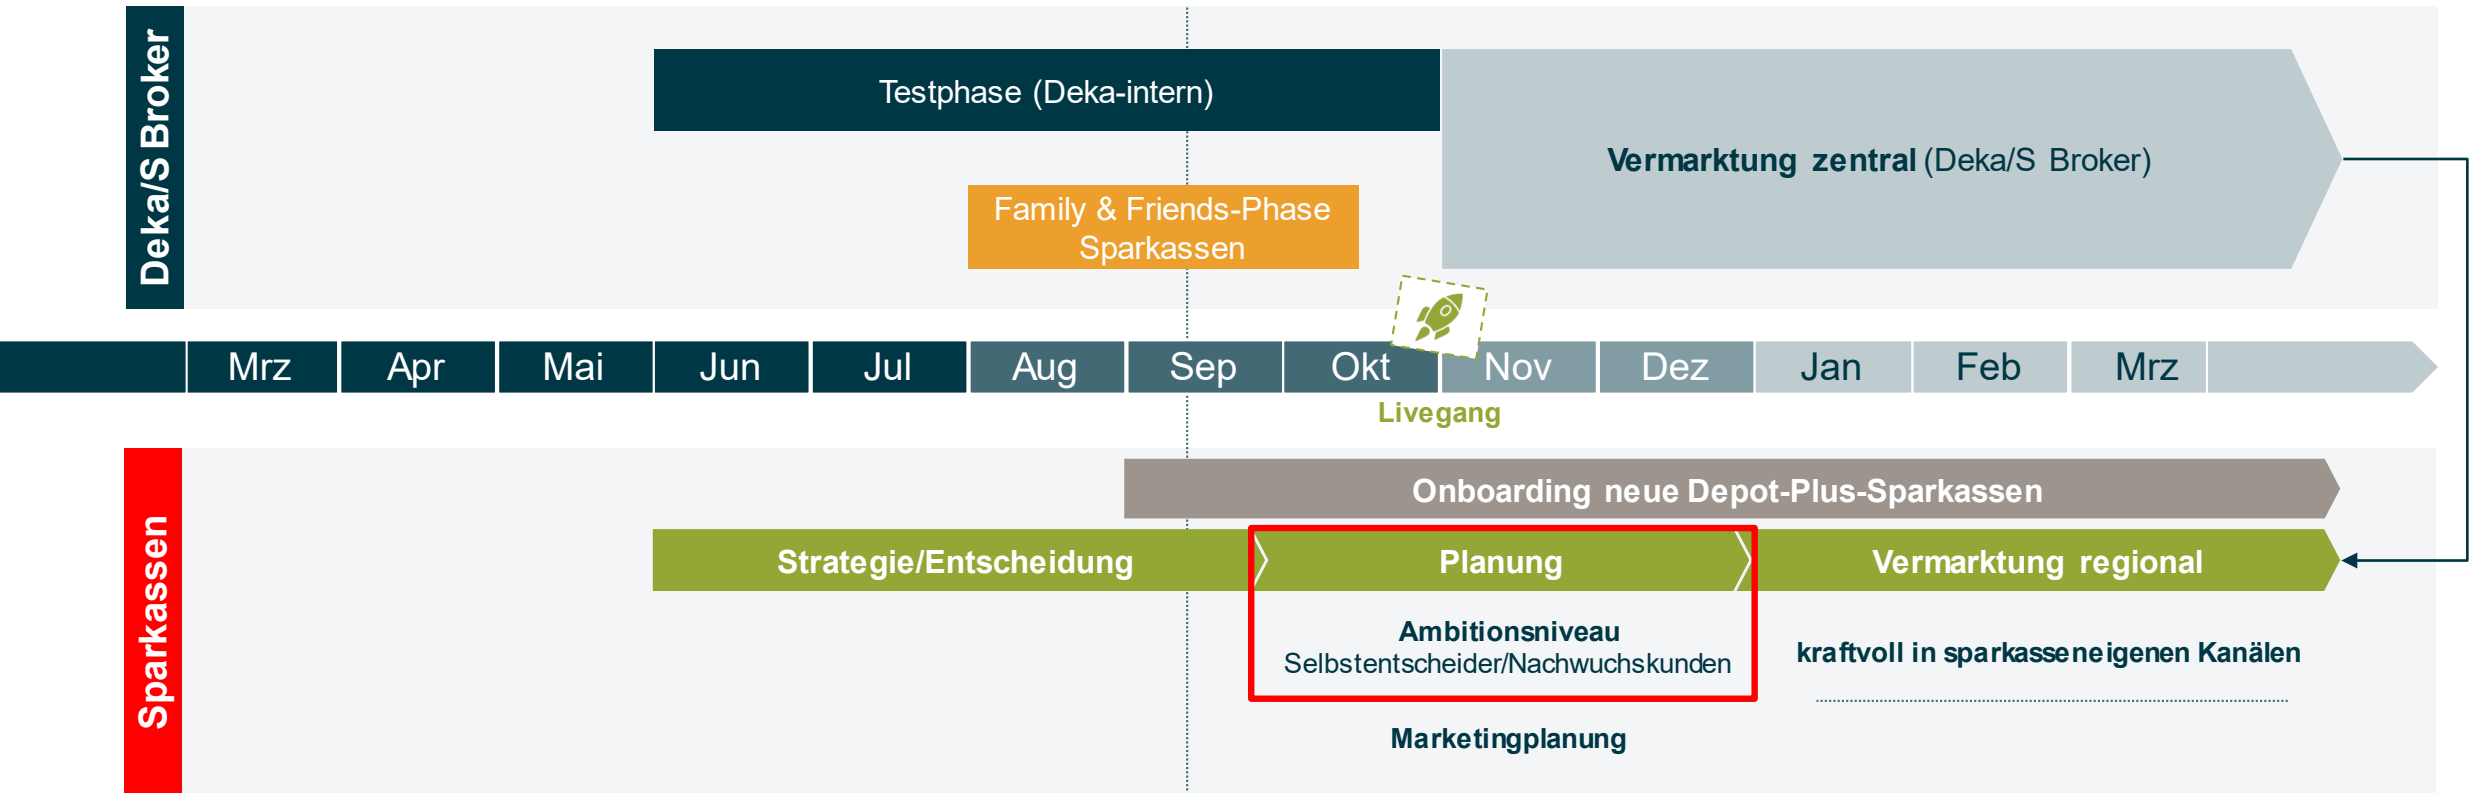 Deka/S Broker
Testphase (Deka-intern)
Vermarktung zentral (Deka/S Broker)
Family & Friends-Phase
Sparkassen
Mrz
Apr
Mai
Jun
Jul
Aug
Sep
Okt
Nov
Dez
Jan
Feb
Mrz
Livegang
Sparkassen
Onboarding neue Depot-Plus-Sparkassen
Strategie/Entscheidung
Planung
Vermarktung regional
Ambitionsniveau
Selbstentscheider/Nachwuchskunden
kraftvoll in sparkasseneigenen Kanälen
Marketingplanung